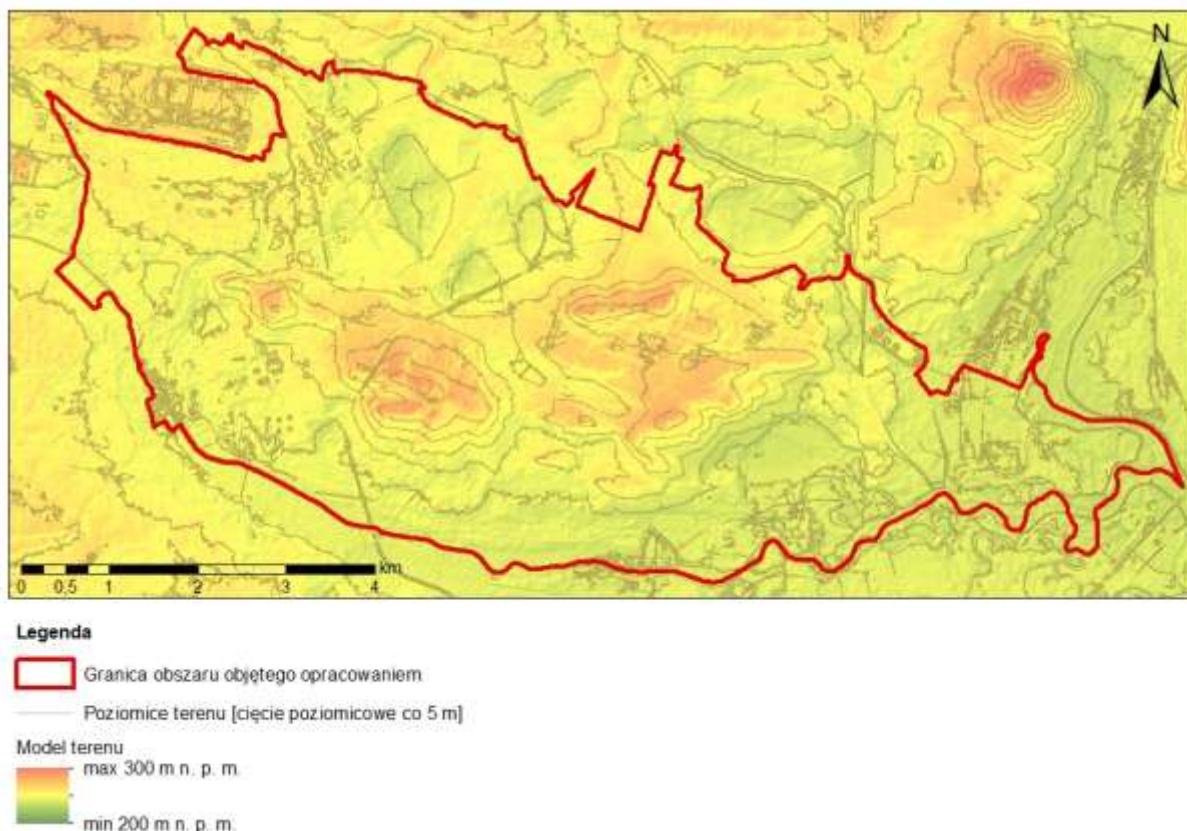 N
km
0 0,5 1 2 3 4
Legenda
Granica obszaru objętego opracowaniem
Poziomice terenu [cięcie poziomicowe co 5 m]
Model terenu
max 300 m n. p. m.
min 200 m n. p. m.